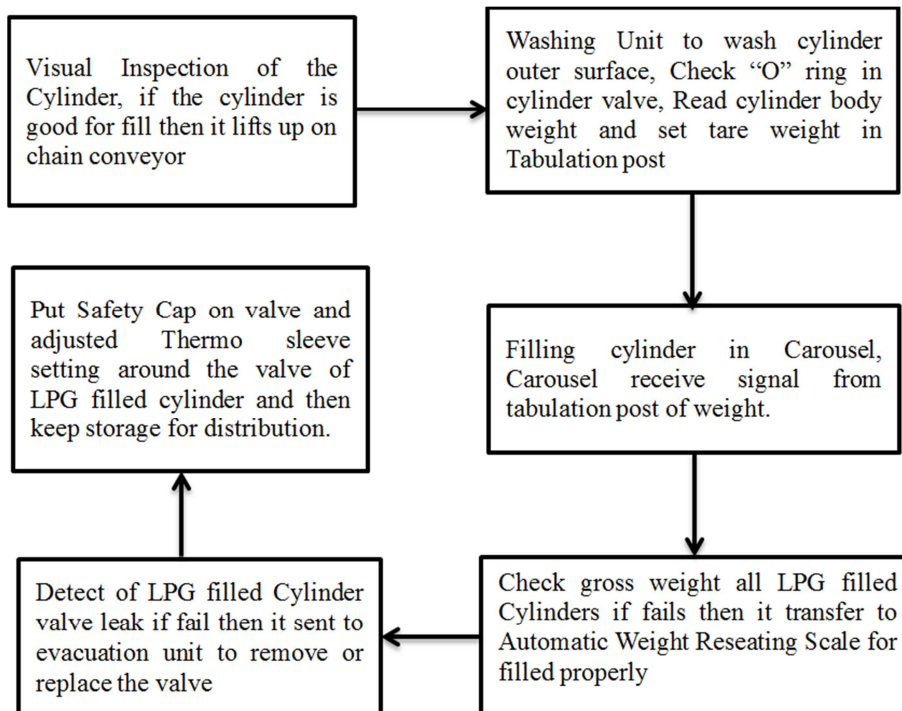 Visual Inspection of the
Cylinder, if the cylinder is
good for fill then it lifts up on
chain conveyor
Washing Unit to wash cylinder
outer surface, Check “O” ring in
cylinder valve, Read cylinder body
weight and set tare weight in
Tabulation post
Filling cylinder in Carousel,
Carousel receive signal from
tabulation post of weight.
Check gross weight all LPG filled
Cylinders if fails then it transfer to
Automatic Weight Reseating Scale for
filled properly
Detect of LPG filled Cylinder
valve leak if fail then it sent to
evacuation unit to remove or
replace the valve
Put Safety Cap on valve and
adjusted Thermo sleeve
setting around the valve of
LPG filled cylinder and then
keep storage for distribution.